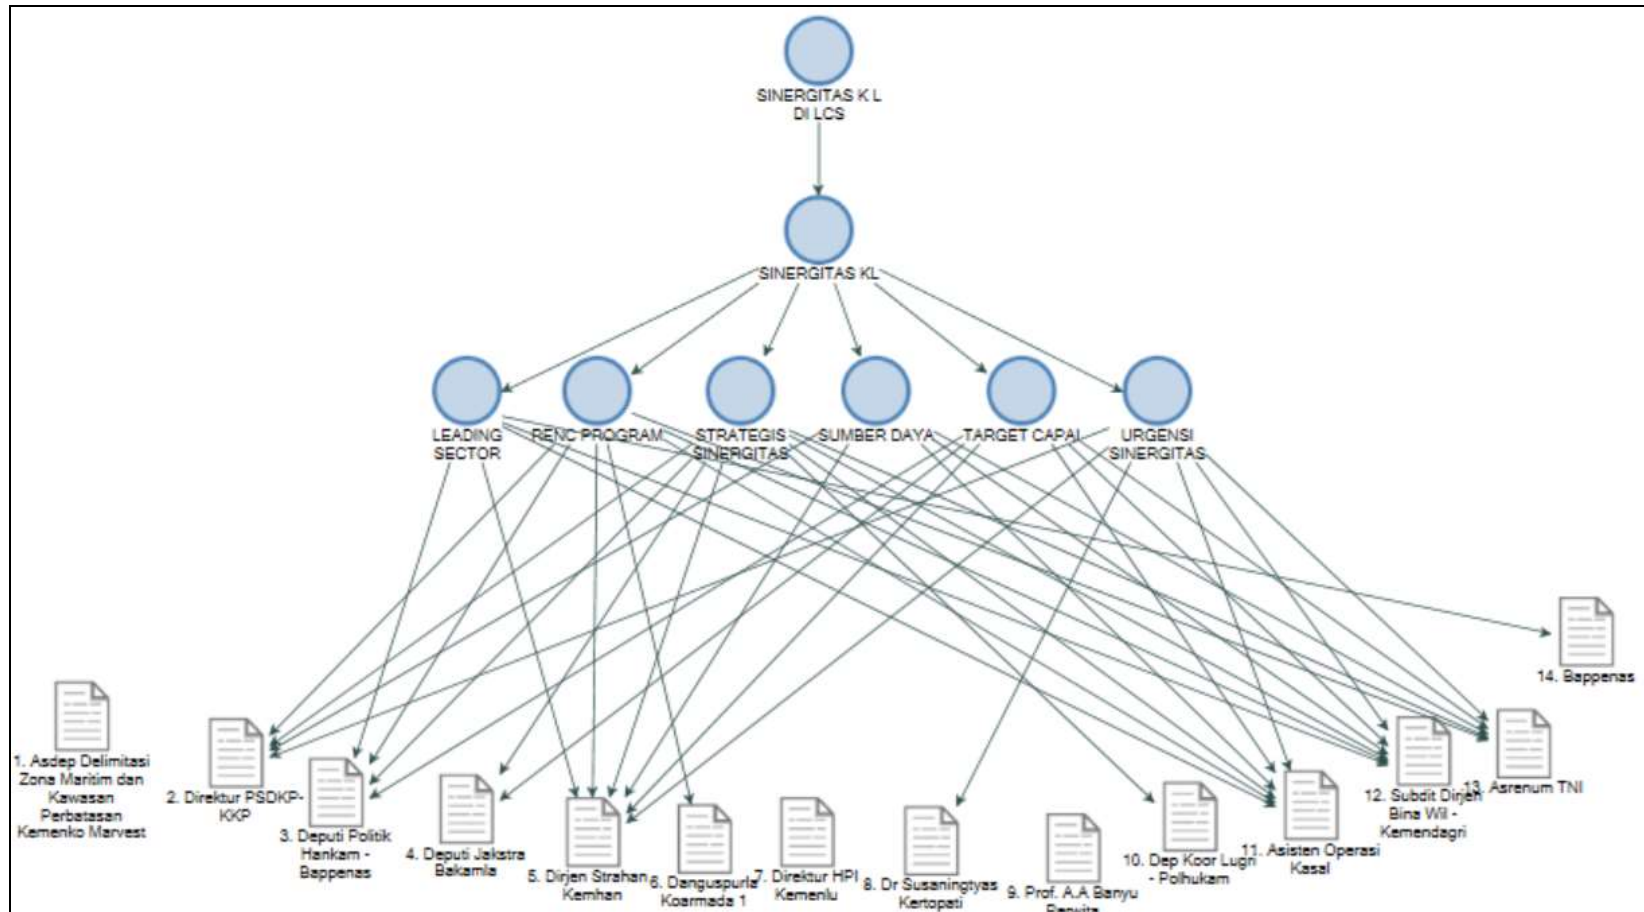 SINERGITAS K L
DI LCS
SINERGITAS KL
LEADING
SECTOR
RENC PROGRAM
STRATEGIS
SINERGITAS
SUMBER DAYA
TARGET CAPAI
URGENSI
SINERGITAS
1. Asdep Delimitasi
Zona Maritim dan
Kawasan
Perbatasan
Kemenko Marvest
2. Direktur PSDKP-
KKP
3. Deputi Politik
Hankam -
Bappenas
4. Deputi Jakstra
Bakamla
5. Dirjen Strahan
Kemhan
6. Danguspurla
Koarmada 1
7. Direktur HPI
Kemenlu
8. Dr Susaningtyas
Kertopati
9. Prof. A.A Banyu
10. Dep Koor Lugri
- Polhukam
11. Asisten Operasi
Kasal
12. Subdit Dirjen
Bina Wil -
Kemendagri
13. Asrenum TNI
14. Bappenas